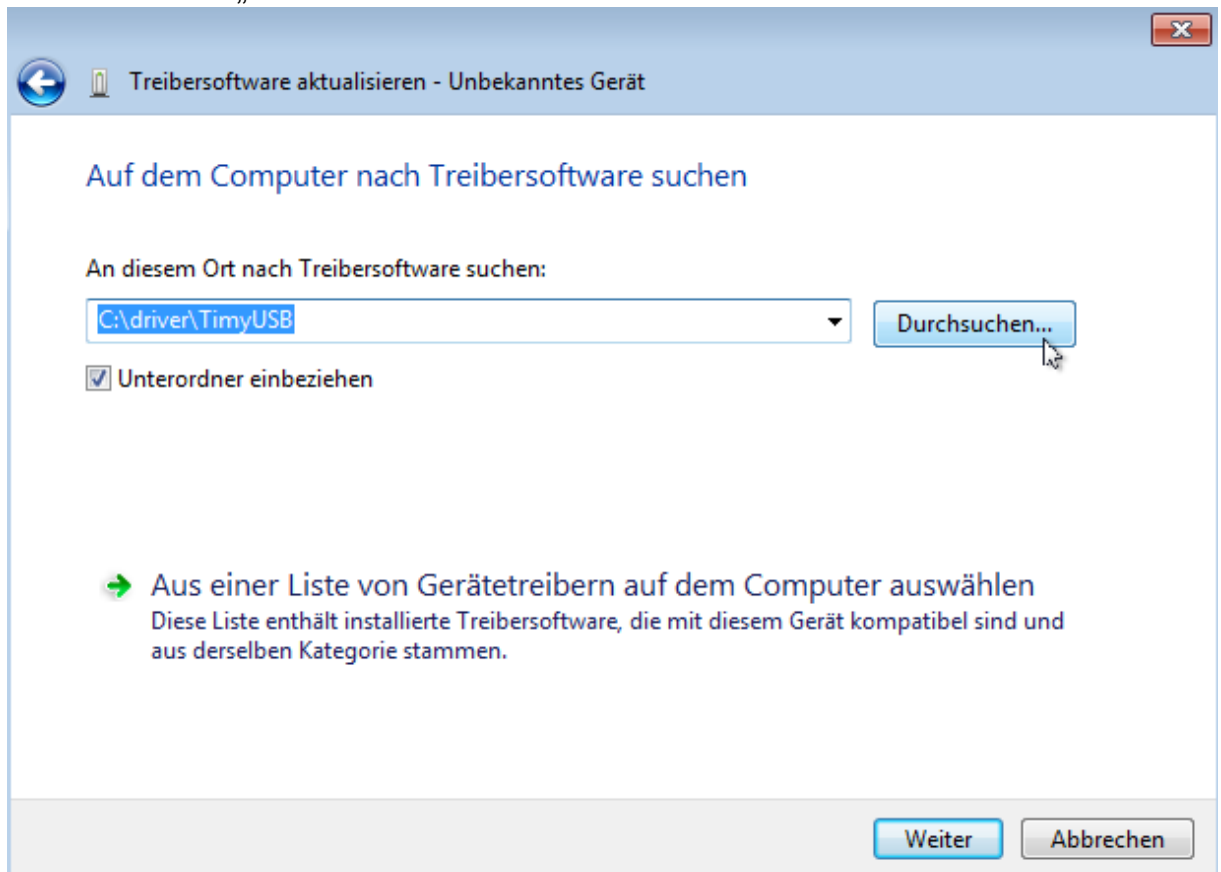 „
Treibersoftware aktualisieren - Unbekanntes Gerät
Auf dem Computer nach Treibersoftware suchen
An diesem Ort nach Treibersoftware suchen:
C:\driver\TimyUSB
Durchsuchen...
Unterordner einbeziehen
Aus einer Liste von Gerätetreibern auf dem Computer auswählen
Diese Liste enthält installierte Treibersoftware, die mit diesem Gerät kompatibel sind und
aus derselben Kategorie stammen.
Weiter
Abbrechen